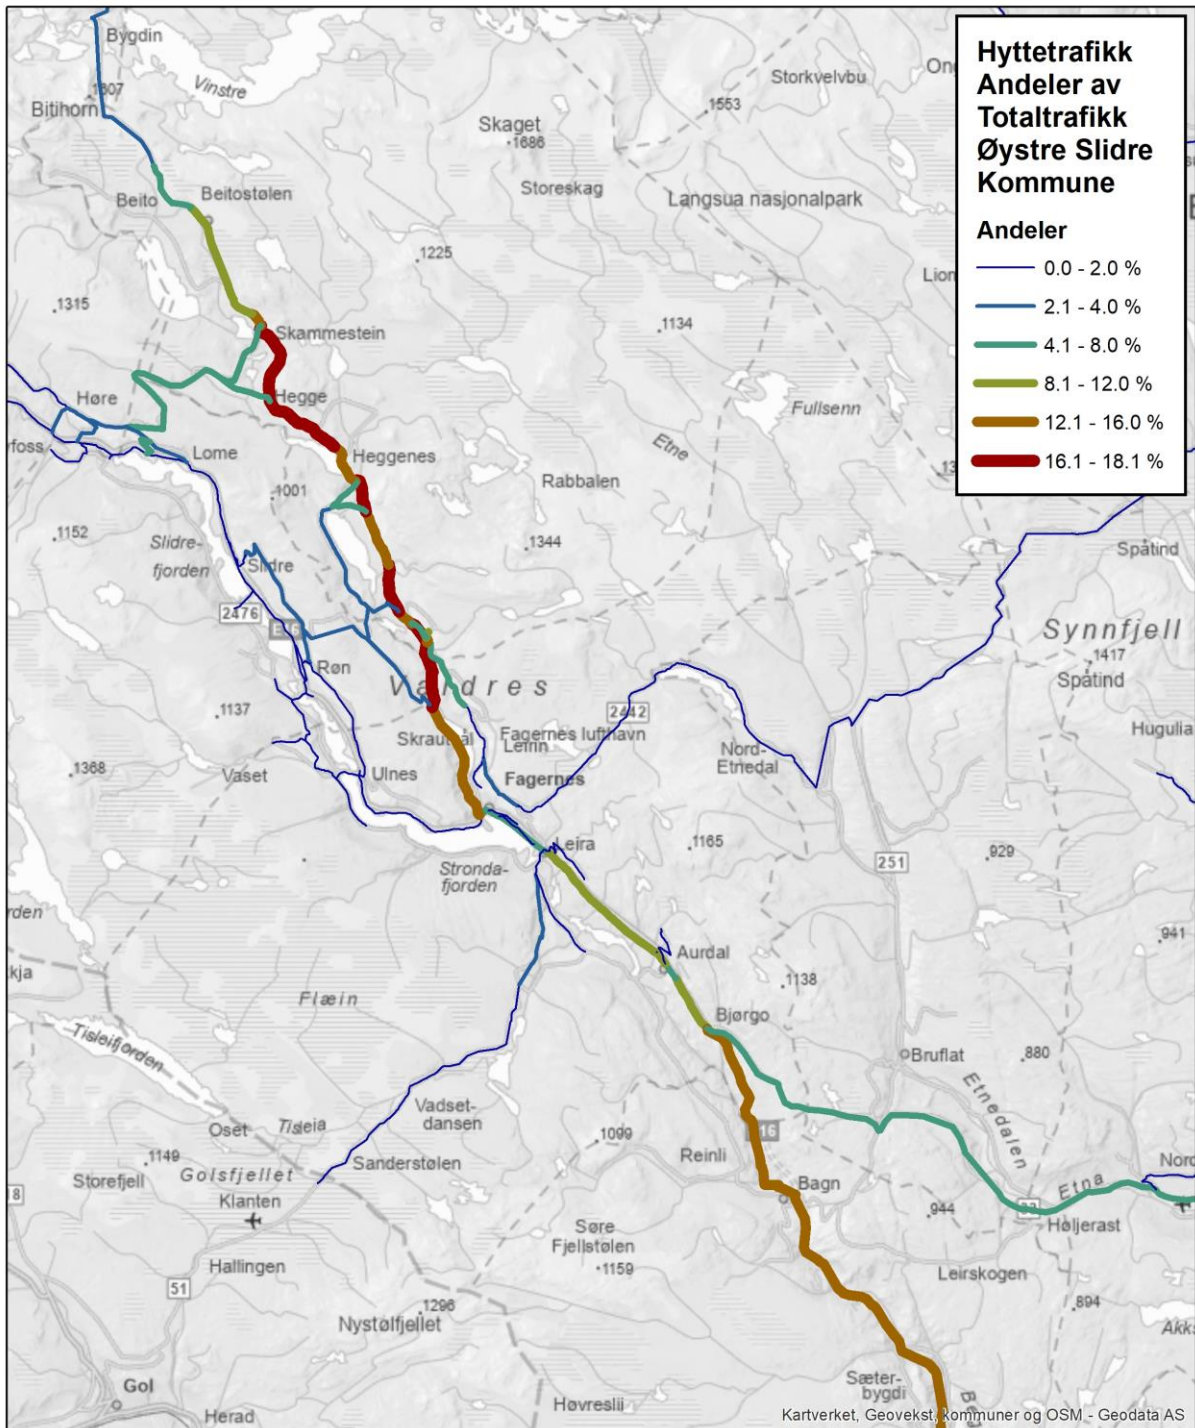 Hyttetrafikk
Andeler av
Totaltrafikk
Øystre Slidre
Kommune
Andeler
0.0 - 2.0 %
2.1 - 4.0 %
4.1 - 8.0 %
8.1 - 12.0 %
12.1 - 16.0 %
16.1 - 18.1 %
Bygdin
Vinstre
Bitihorn
Storkvelvbu
1553
Skaget
1686
Storeskag
Langsua nasjonalpark
Beito
Beitostølen
1225
1315
Skammestein
1134
Høre
Hegge
Fullsenn
Lome
Heggenes
Etne
Rabbalen
1001
1152
1344
Slidre-
fjorden
Slidre
Spåtind
2476
Synnfjell
1417
Spåtind
Røn
Valdres
1137
2442
Skrautvål
Fagernes lufthavn
Leirin
Nord-
Etnedal
Hugulia
1368
Vaset
Ulnes
Fagernes
Leira
1165
929
251
Stronda-
fjorden
941
Aurdal
1138
Flæin
Bjørgo
Tisleifjorden
Bruflat
880
Etnedalen
Vadset-
dansen
Oset
Tisleia
1099
Reinli
1149
Sanderstølen
Storefjell
Golsfjellet
Klanten
Bagn
Etna
944
Høljerast
Søre
Fjellstølen
1159
Hallingen
Leirskogen
51
1296
Nystølfjellet
894
Gol
Sæter-
bygdi
Herad
Høvreslii
Kartverket, Geovekst, kommuner og OSM - Geodata AS